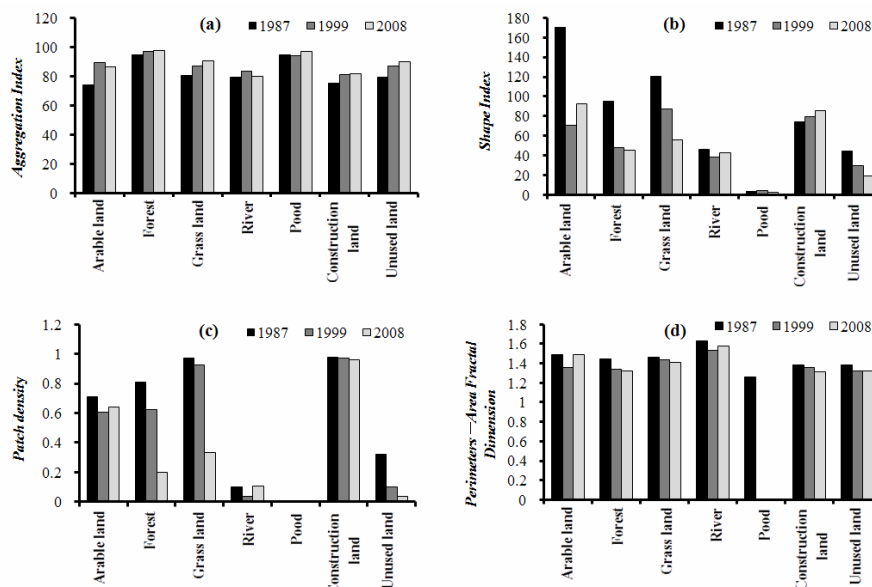 (a)
1987 1999 2008
Aggregation Index
120
100
80
60
40
20
0
Arable land
Forest
Grass land
River
Pood
Construction
land
Unused land
(b)
1987 1999 2008
Shape Index
180
160
140
120
100
80
60
40
20
0
Arable land
Forest
Grass land
River
Pood
Construction
land
Unused land
(c)
1987 1999 2008
Patch density
1.2
1
0.8
0.6
0.4
0.2
0
Arable land
Forest
Grass land
River
Pood
Construction
land
Unused land
(d)
1987 1999 2008
Perimeters－Area Fractal
Dimension
1.8
1.6
1.4
1.2
1
0.8
0.6
0.4
0.2
0
Arable land
Forest
Grass land
River
Pood
Construction
land
Unused land